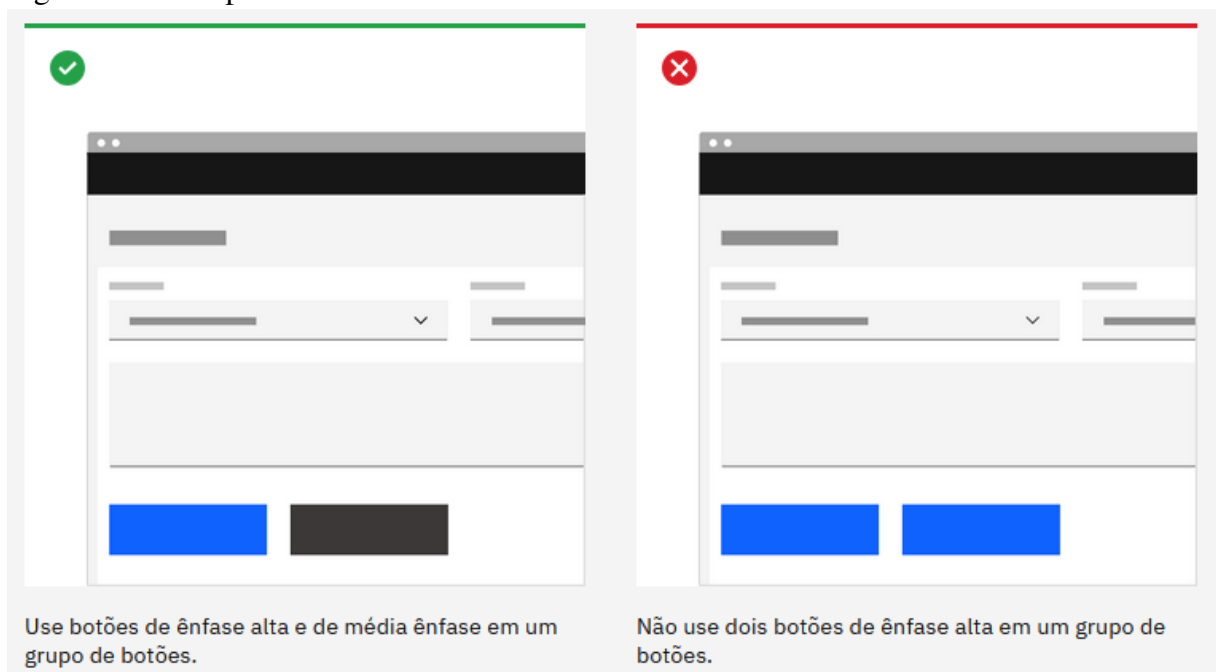 Use botões de ênfase alta e de média ênfase em um
grupo de botões.
Não use dois botões de ênfase alta em um grupo de
botões.